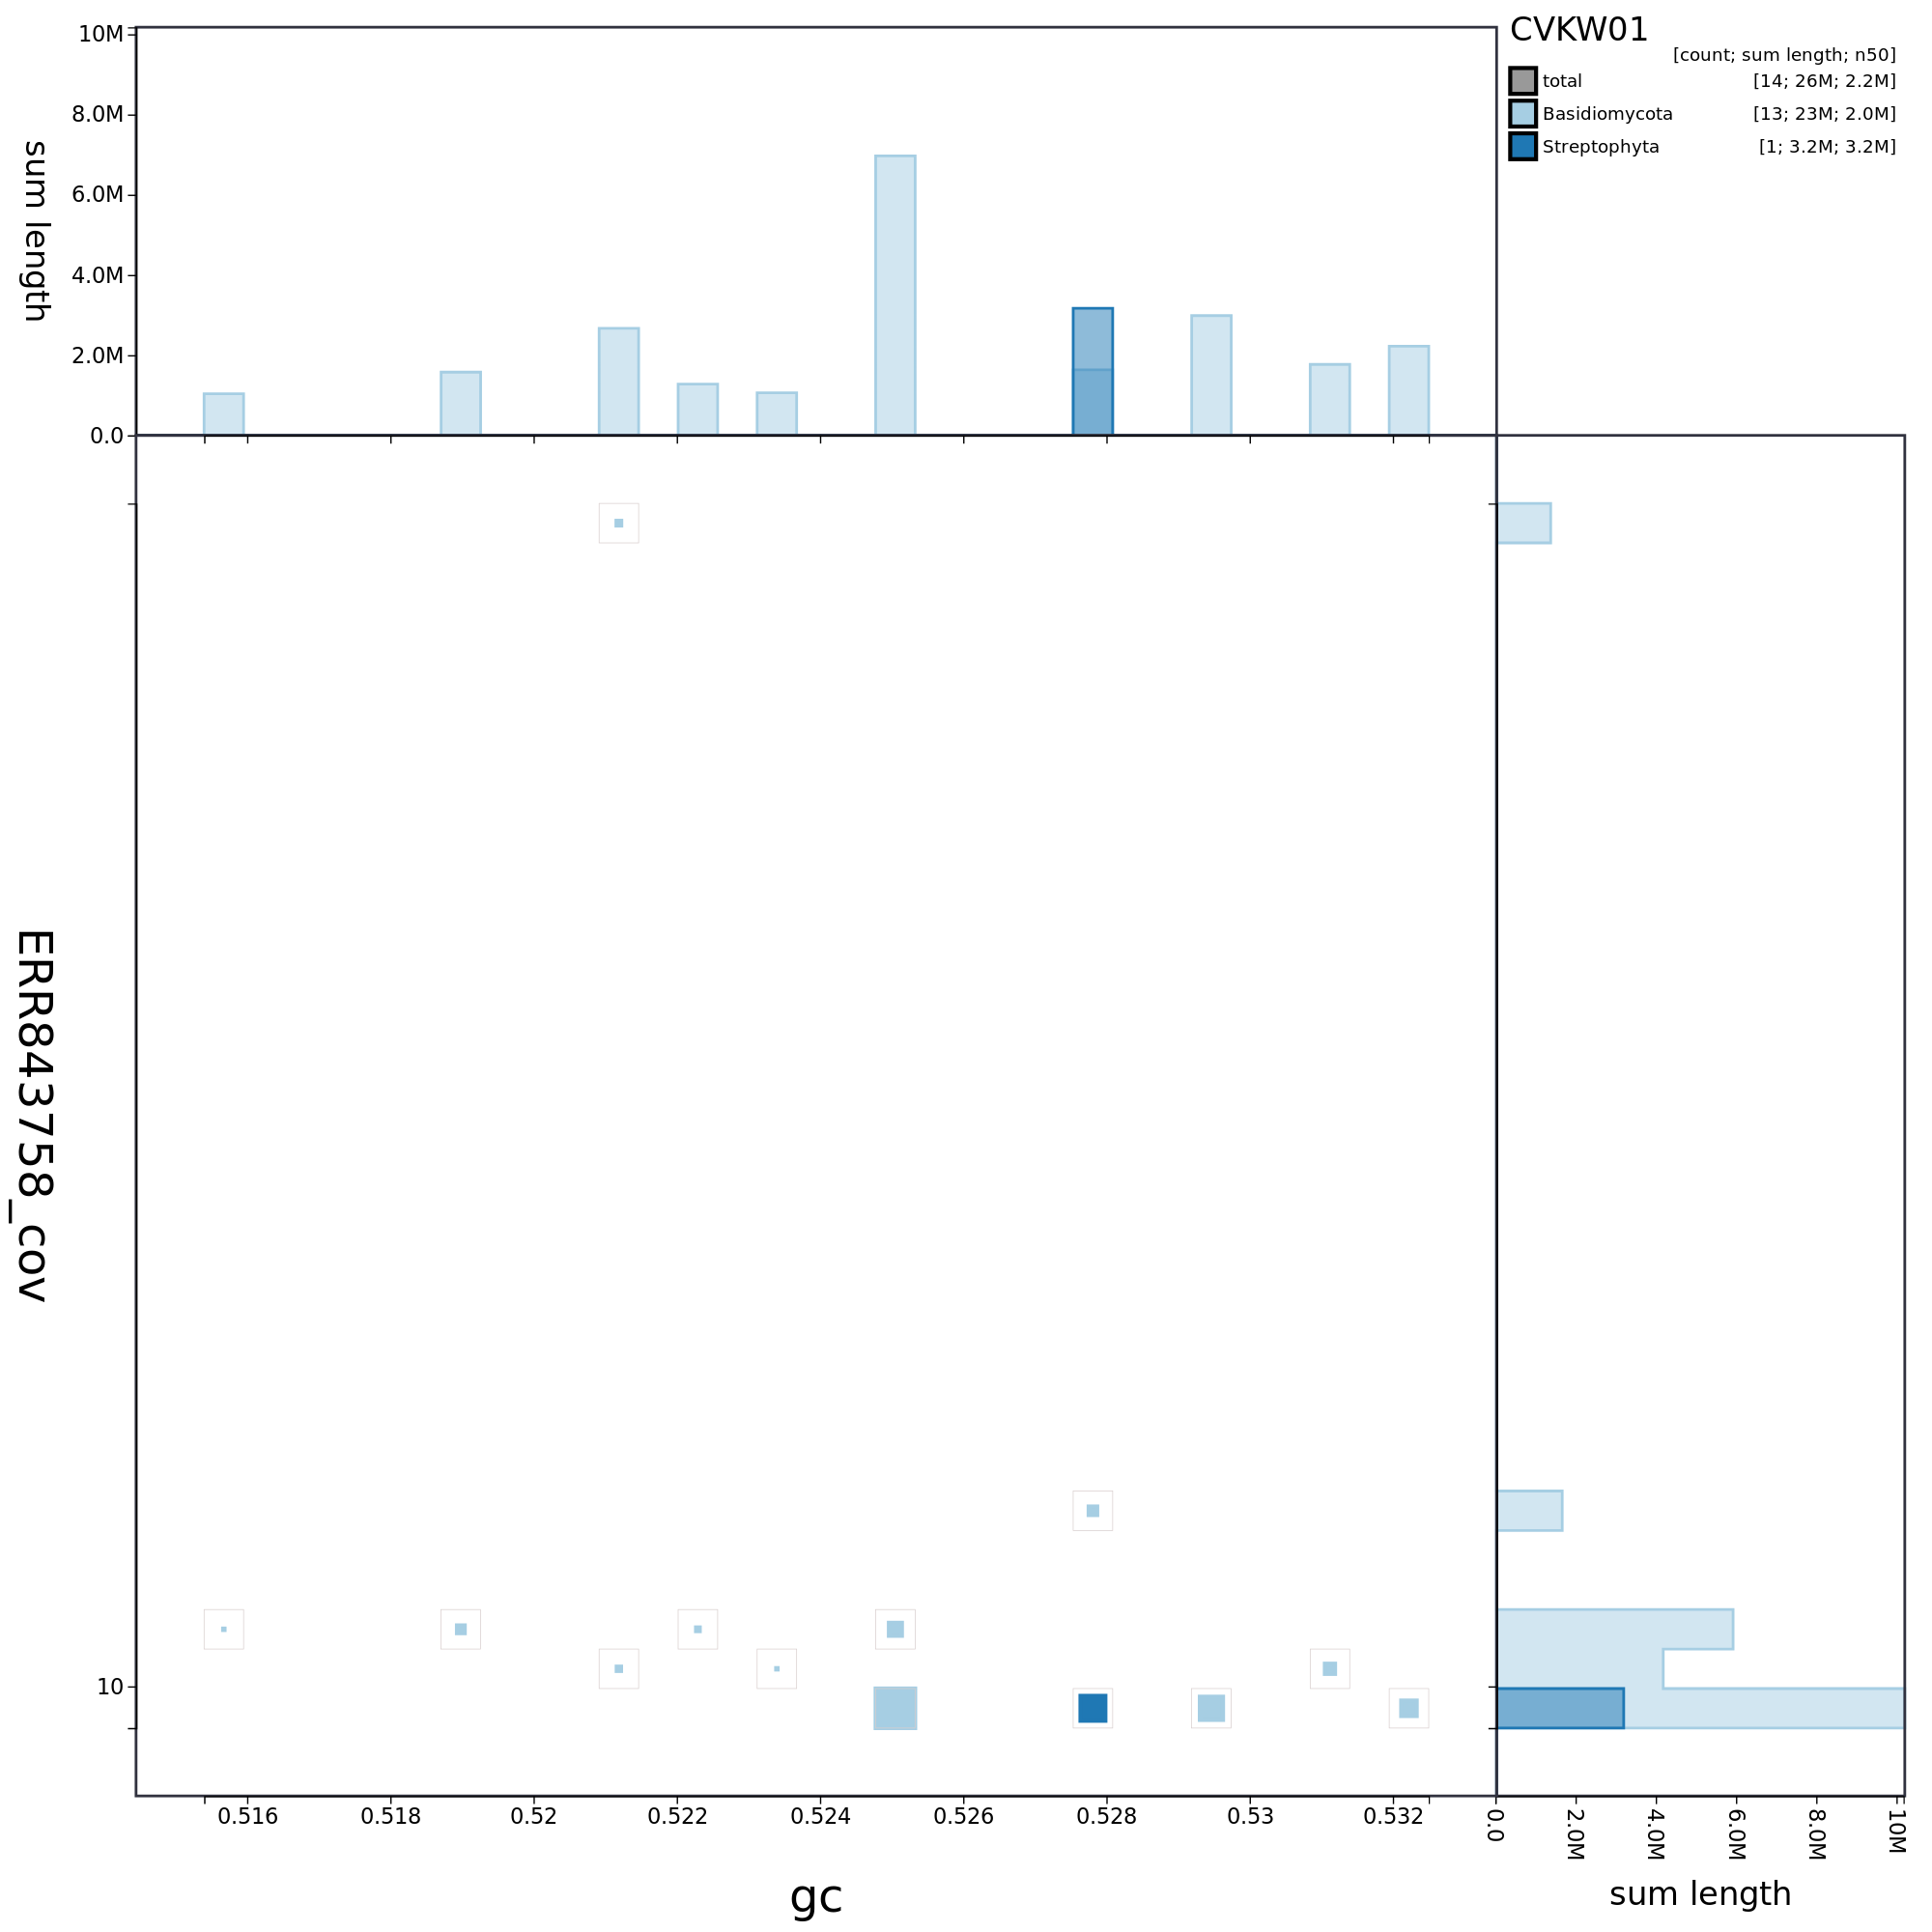 CVKW01
[count; sum length; n50]
total [14; 26M; 2.2M]
Basidiomycota [13; 23M; 2.0M]
Streptophyta [1; 3.2M; 3.2M]
10M
8.0M
6.0M
4.0M
2.0M
0.0
sum length
10
ERR843758_cov
0.516 0.518 0.52 0.522 0.524 0.526 0.528 0.53 0.532
gc
0.0 2.0M 4.0M 6.0M 8.0M 10M
sum length